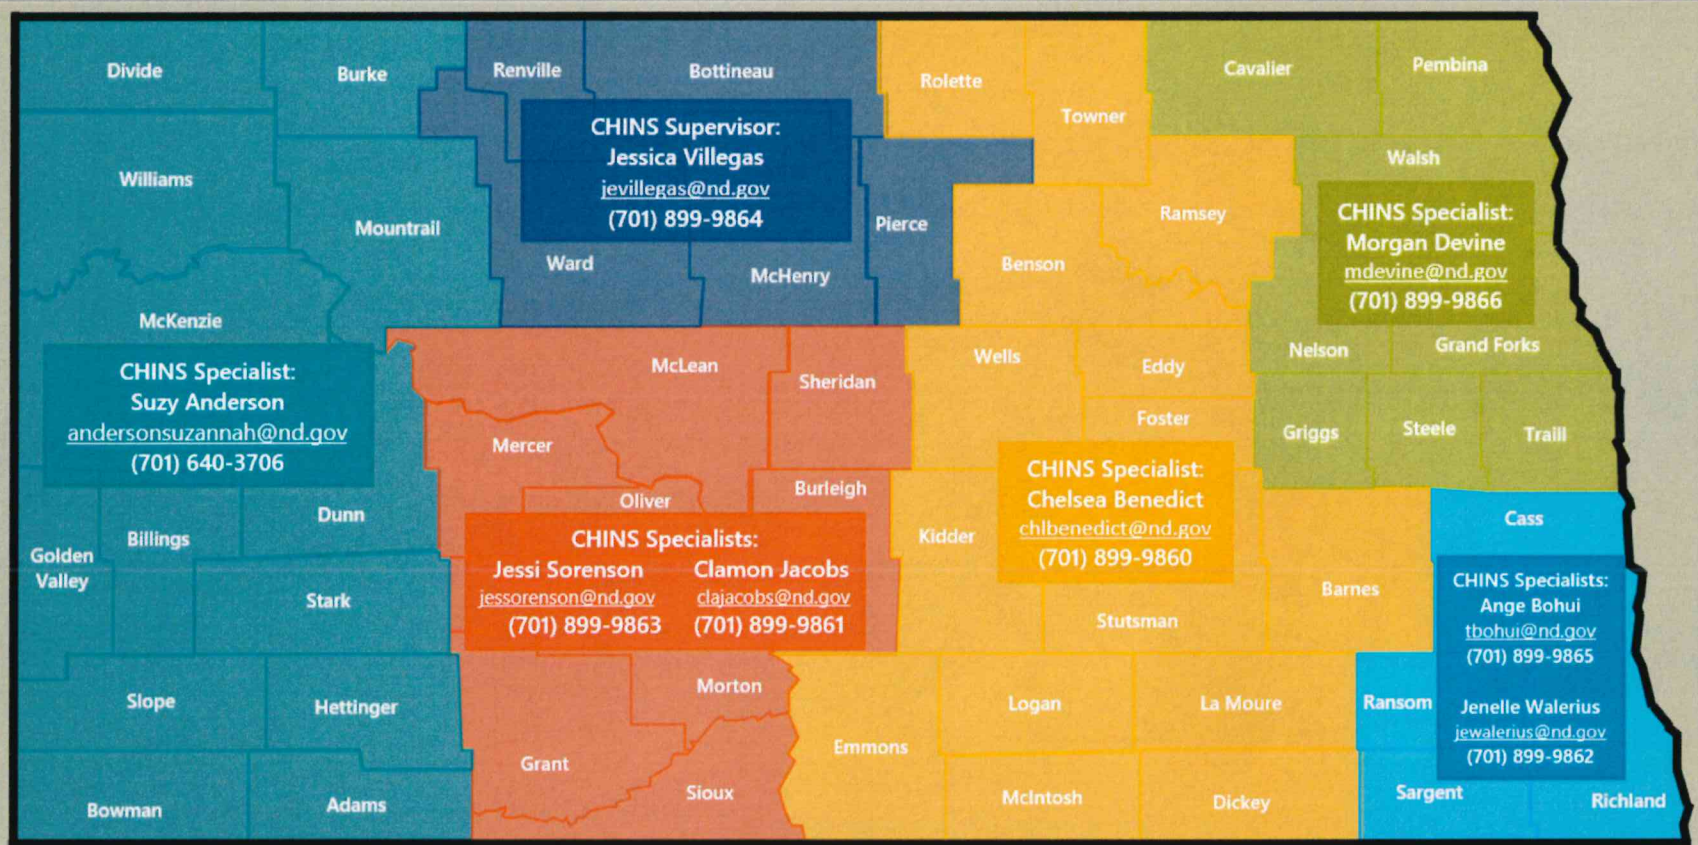 Divide
Burke
Renville
Bottineau
Rolette
Towner
Cavalier
Pembina
Williams
Mountrail
CHINS Supervisor:
Jessica Villegas
jevillegas@nd.gov
(701) 899-9864
Ward
McHenry
Pierce
Benson
Ramsey
Walsh
CHINS Specialist:
Morgan Devine
mdevine@nd.gov
(701) 899-9866
Nelson
Grand Forks
McKenzie
CHINS Specialist:
Suzy Anderson
andersonsuzannah@nd.gov
(701) 640-3706
McLean
Sheridan
Wells
Eddy
Foster
Griggs
Steele
Traill
Mercer
Oliver
Burleigh
CHINS Specialists:
Jessi Sorenson
jessorenson@nd.gov
(701) 899-9863
Clamon Jacobs
clajacobs@nd.gov
(701) 899-9861
Kidder
CHINS Specialist:
Chelsea Benedict
chlbenedict@nd.gov
(701) 899-9860
Stutsman
Barnes
Cass
CHINS Specialists:
Ange Bohui
tbohui@nd.gov
(701) 899-9865
Jenelle Walerius
jewalerius@nd.gov
(701) 899-9862
Golden
Valley
Billings
Dunn
Stark
Slope
Hettinger
Bowman
Adams
Grant
Morton
Sioux
Emmons
Logan
La Moure
McIntosh
Dickey
Ransom
Sargent
Richland